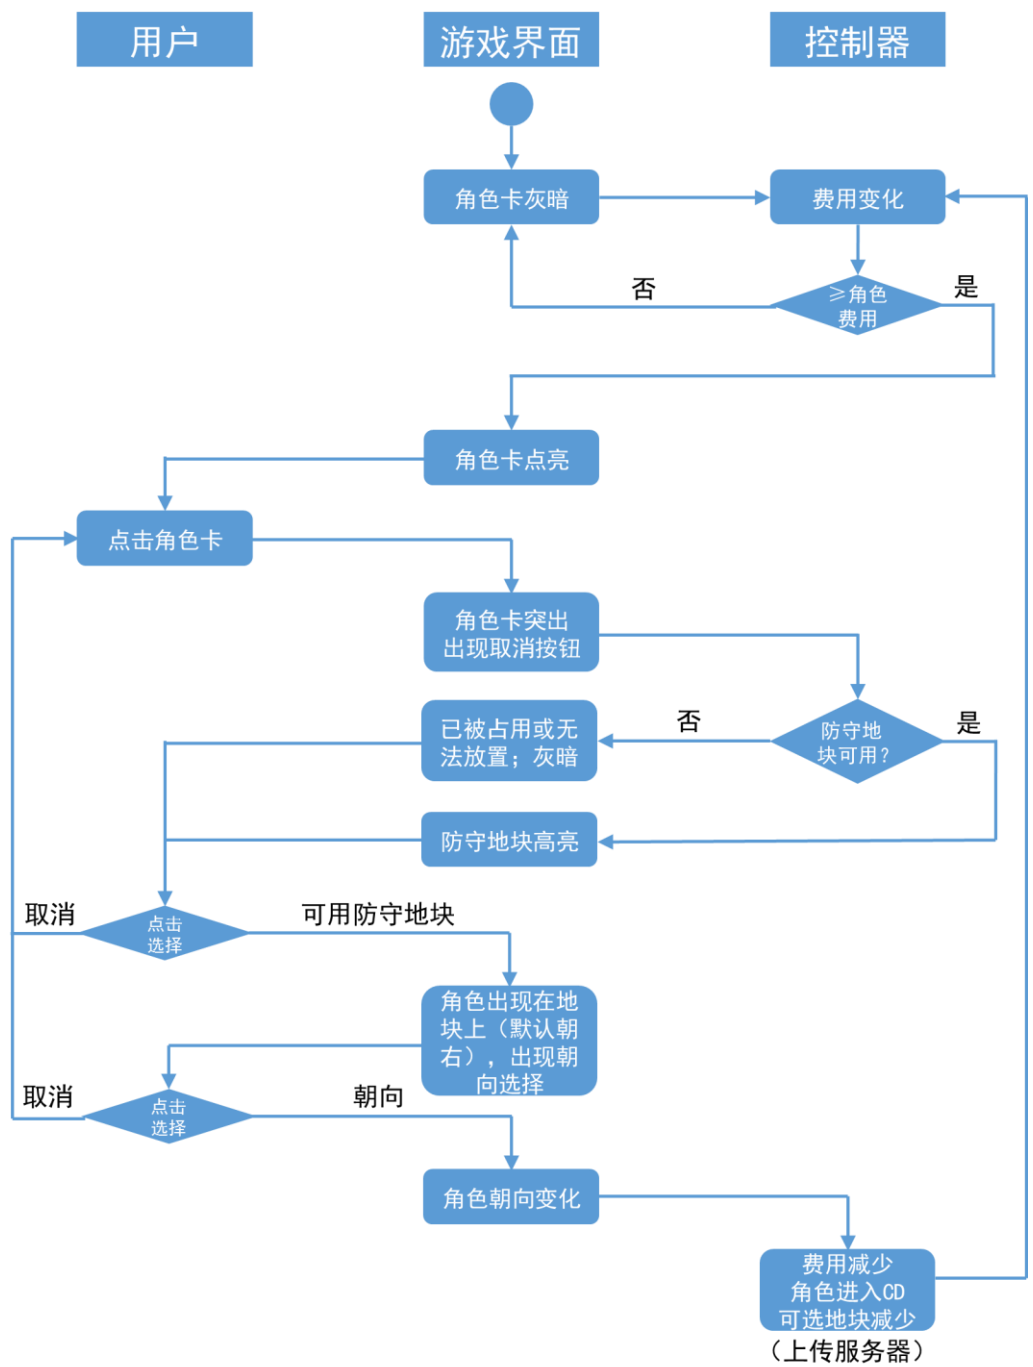 用户
游戏界面
控制器
角色卡灰暗
费用变化
否
≥角色
费用
是
角色卡点亮
点击角色卡
角色卡突出
出现取消按钮
已被占用或无
法放置；灰暗
否
防守地
块可用？
是
防守地块高亮
取消
点击
选择
可用防守地块
角色出现在地
块上（默认朝
右），出现朝
向选择
取消
点击
选择
朝向
角色朝向变化
费用减少
角色进入CD
可选地块减少
（上传服务器）